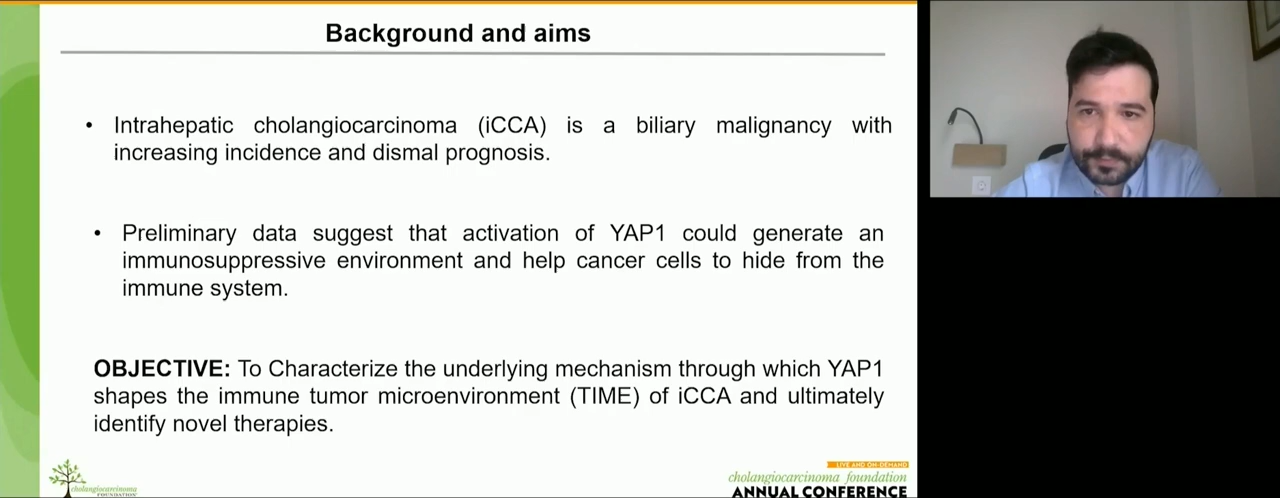 Background and aims
• Intrahepatic cholangiocarcinoma (iCCA) is a biliary malignancy with
increasing incidence and dismal prognosis.
• Preliminary data suggest that activation of YAP1 could generate an
immunosuppressive environment and help cancer cells to hide from the
immune system.
OBJECTIVE: To Characterize the underlying mechanism through which YAP1
shapes the immune tumor microenvironment (TIME) of iCCA and ultimately
identify novel therapies.
cholangiocarcinoma
FOUNDATION
LIVE AND ON-DEMAND
cholangiocarcinoma foundation
ANNUAL CONFERENCE